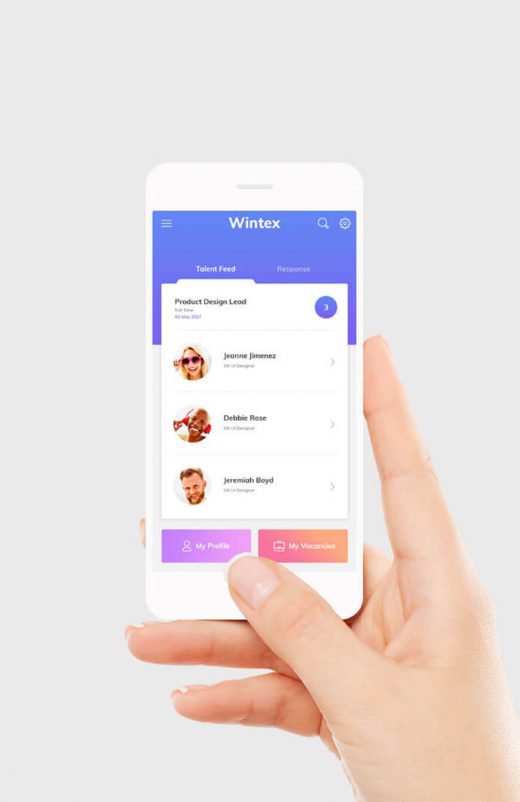 Wintex
Talent Feed Response
Product Design Lead
Full Time
03 May 2017
3
Jeanne Jimenez
UX UI Designer
Debbie Rose
UX UI Designer
Jeremiah Boyd
UX UI Designer
My Profile My Vacancies